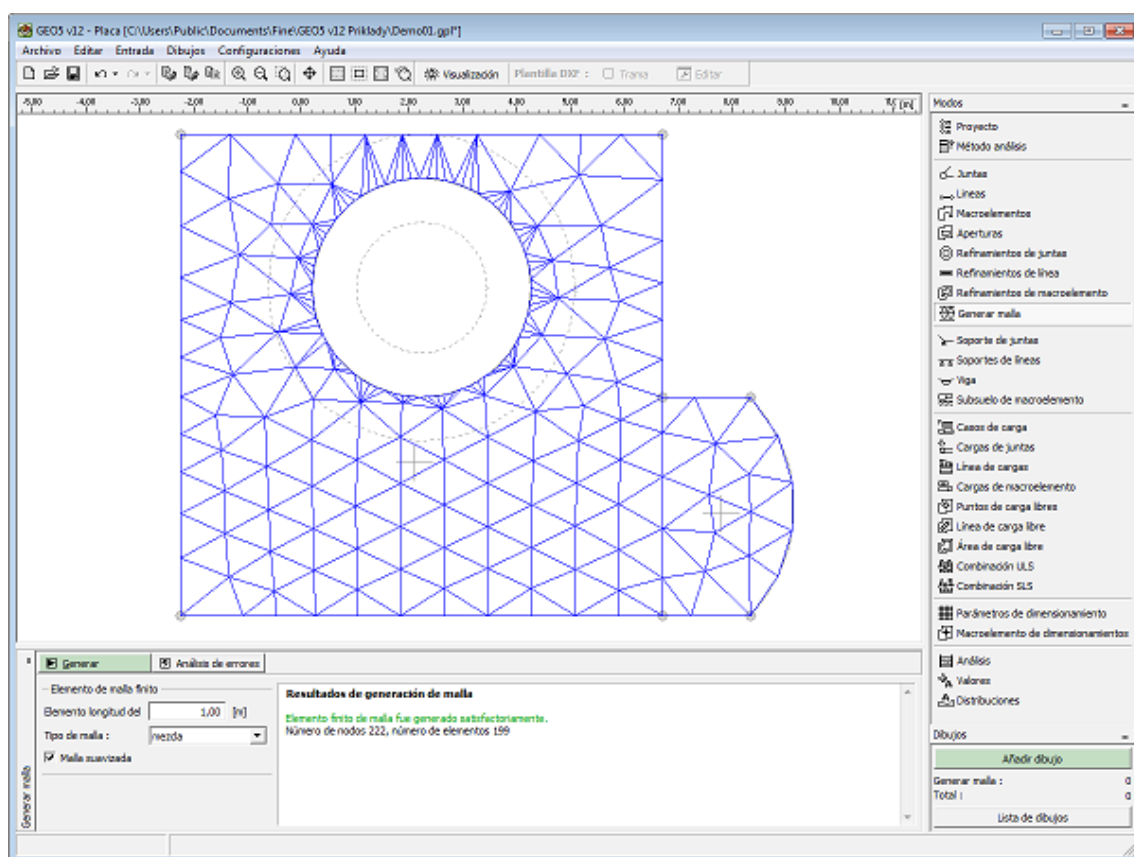 GEO5 v12 - Placa [C:\Users\Public\Documents\Fine\GEO5 v12 Priklady\Demo01.gpl*]
Archivo Editar Entrada Dibujos Configuraciones Ayuda
Visualización Plantilla DXF : Trama Editar
-5,00 -4,00 -3,00 -2,00 -1,00 0,00 1,00 2,00 3,00 4,00 5,00 6,00 7,00 8,00 9,00 10,00 [m]
Modos
Proyecto
Método análisis
Juntas
Lineas
Macroelementos
Aperturas
Refinamientos de juntas
Refinamientos de línea
Refinamientos de macroelemento
Generar malla
Soporte de juntas
Soportes de líneas
Viga
Subsuelo de macroelemento
Casos de carga
Cargas de juntas
Línea de cargas
Cargas de macroelemento
Puntos de carga libres
Línea de carga libre
Área de carga libre
Combinación ULS
Combinación SLS
Parámetros de dimensionamiento
Macroelemento de dimensionamientos
Análisis
Valores
Distribuciones
Generar malla
Generar Análisis de errores
Elemento de malla finito
Elemento longitud del 1,00 [m]
Tipo de malla : mezcla
Malla suavizada
Resultados de generación de malla
Elemento finito de malla fue generado satisfactoriamente.
Número de nodos 222, número de elementos 199
Dibujos
Añadir dibujo
Generar malla : 0
Total : 0
Lista de dibujos